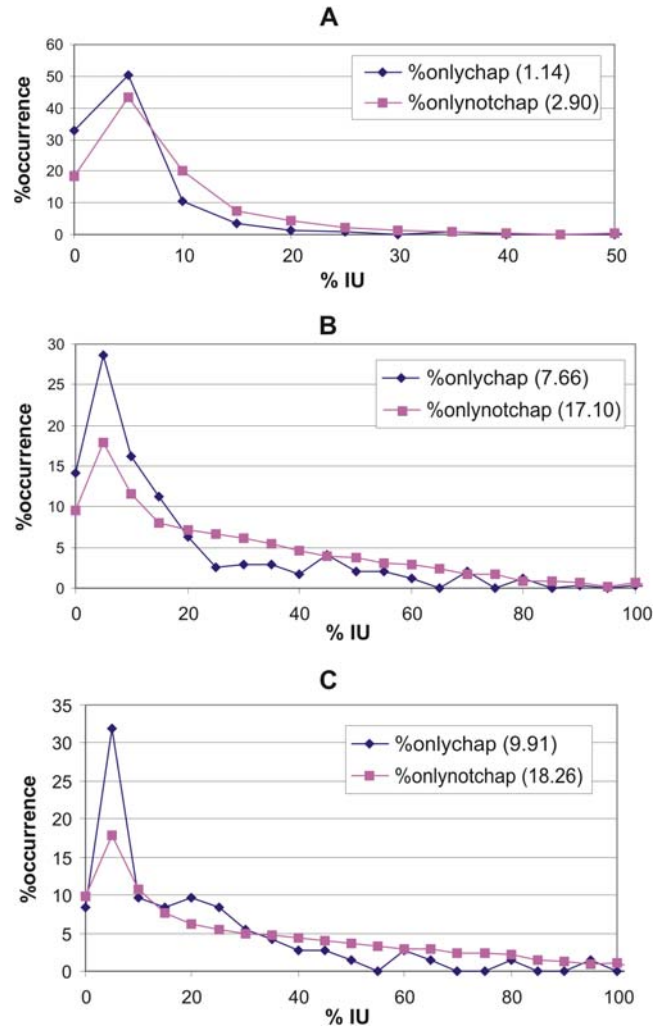 A
%occurrence
60
50
40
30
20
10
0
%onlychap (1.14)
%onlynotchap (2.90)
0 10 20 30 40 50
% IU
B
%occurrence
30
25
20
15
10
5
0
%onlychap (7.66)
%onlynotchap (17.10)
0 20 40 60 80 100
% IU
C
%occurrence
35
30
25
20
15
10
5
0
%onlychap (9.91)
%onlynotchap (18.26)
0 20 40 60 80 100
% IU